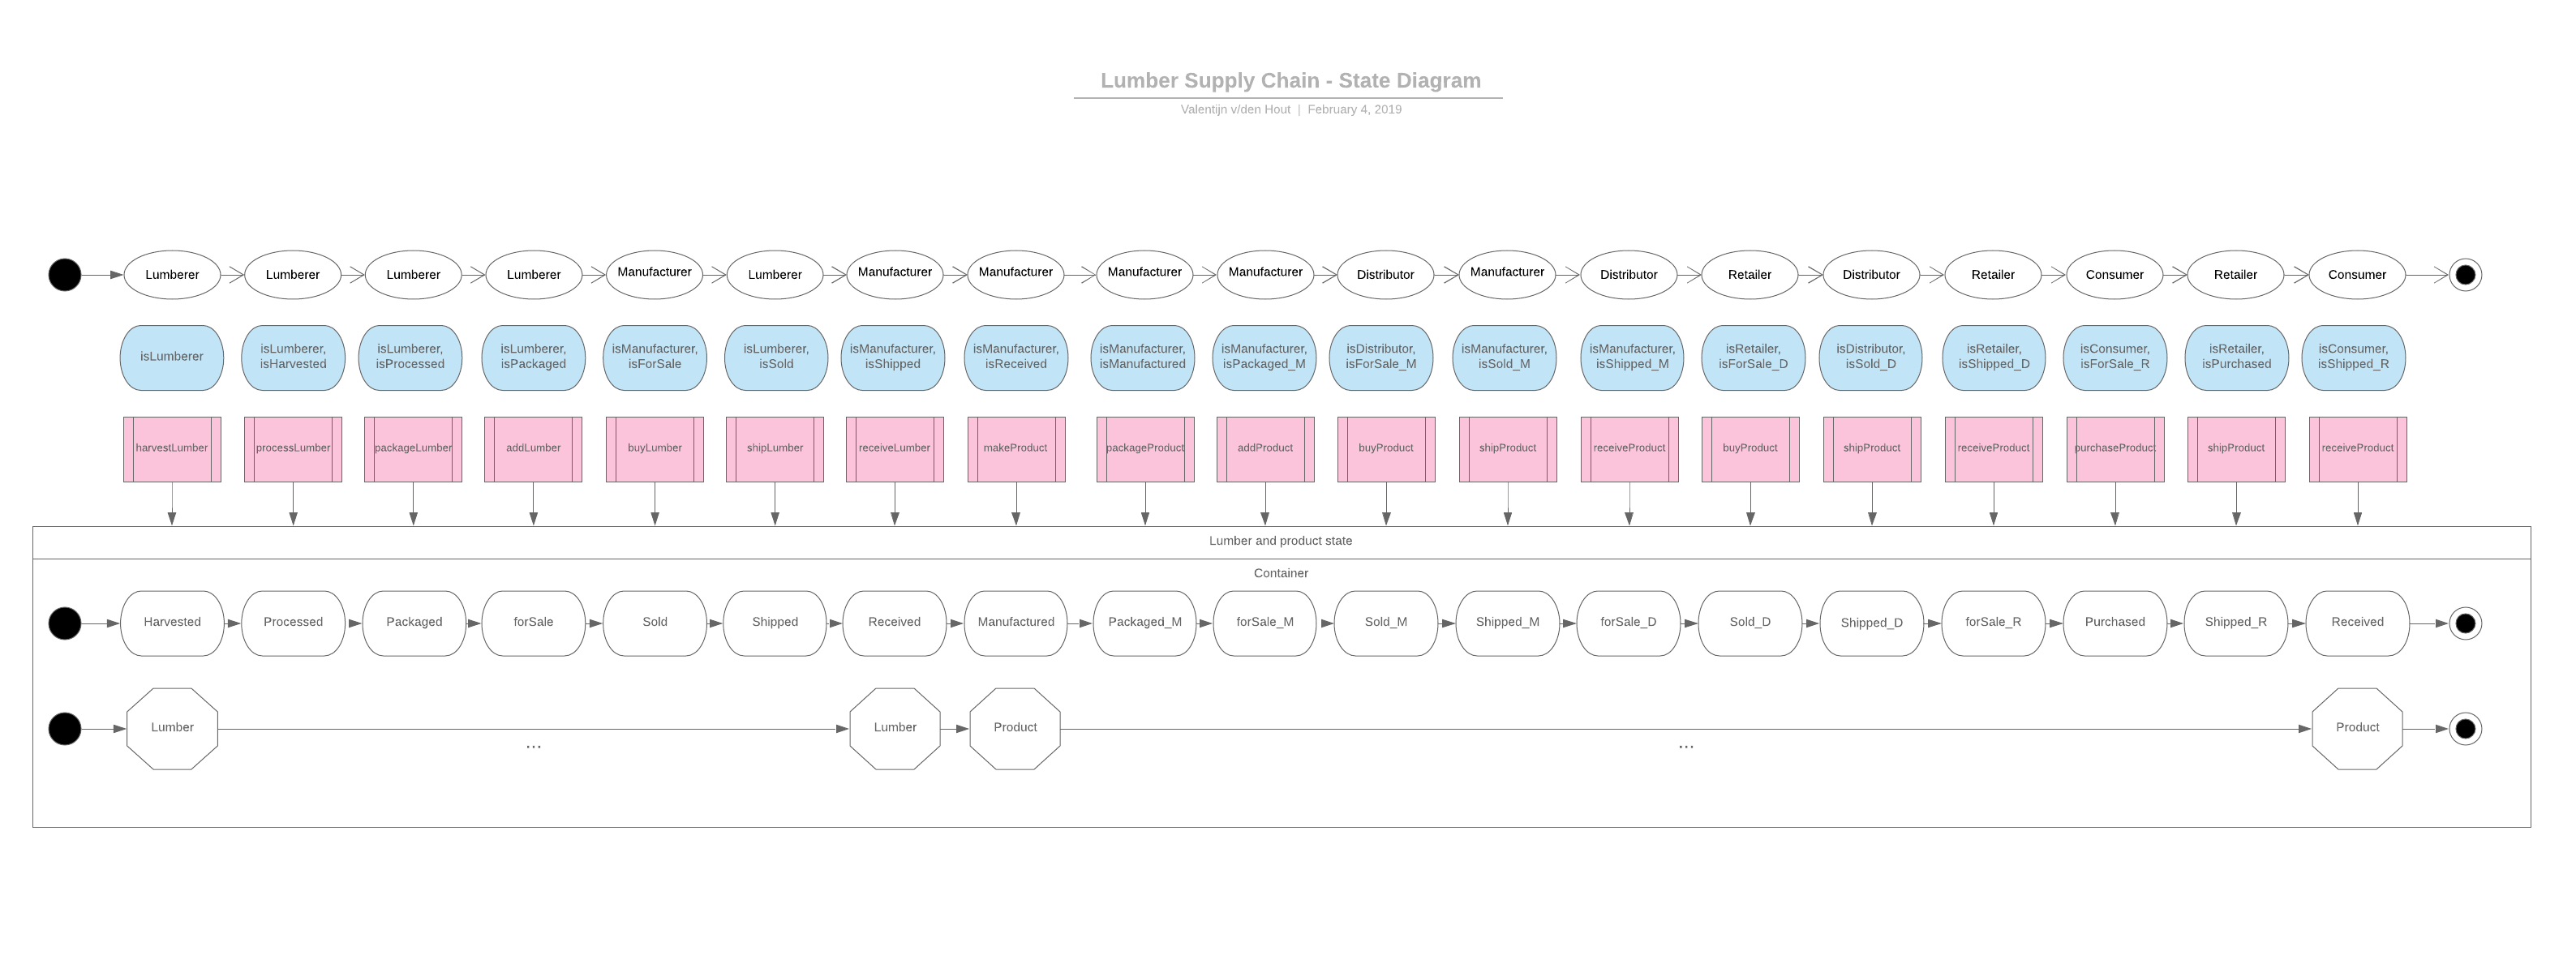 Lumber Supply Chain - State Diagram
Valentijn v/den Hout | February 4, 2019
Lumberer
Lumberer
Lumberer
Lumberer
Manufacturer
Lumberer
Manufacturer
Manufacturer
Manufacturer
Manufacturer
Distributor
Manufacturer
Distributor
Retailer
Distributor
Retailer
Consumer
Retailer
Consumer
isLumberer
isLumberer,
isHarvested
isLumberer,
isProcessed
isLumberer,
isPackaged
isManufacturer,
isForSale
isLumberer,
isSold
isManufacturer,
isShipped
isManufacturer,
isReceived
isManufacturer,
isManufactured
isManufacturer,
isPackaged_M
isDistributor,
isForSale_M
isManufacturer,
isSold_M
isManufacturer,
isShipped_M
isRetailer,
isForSale_D
isDistributor,
isSold_D
isRetailer,
isShipped_D
isConsumer,
isForSale_R
isRetailer,
isPurchased
isConsumer,
isShipped_R
harvestLumber
processLumber
packageLumber
addLumber
buyLumber
shipLumber
receiveLumber
makeProduct
packageProduct
addProduct
buyProduct
shipProduct
receiveProduct
buyProduct
shipProduct
receiveProduct
purchaseProduct
shipProduct
receiveProduct
Lumber and product state
Container
Harvested
Processed
Packaged
forSale
Sold
Shipped
Received
Manufactured
Packaged_M
forSale_M
Sold_M
Shipped_M
forSale_D
Sold_D
Shipped_D
forSale_R
Purchased
Shipped_R
Received
Lumber
...
Lumber
Product
...
Product